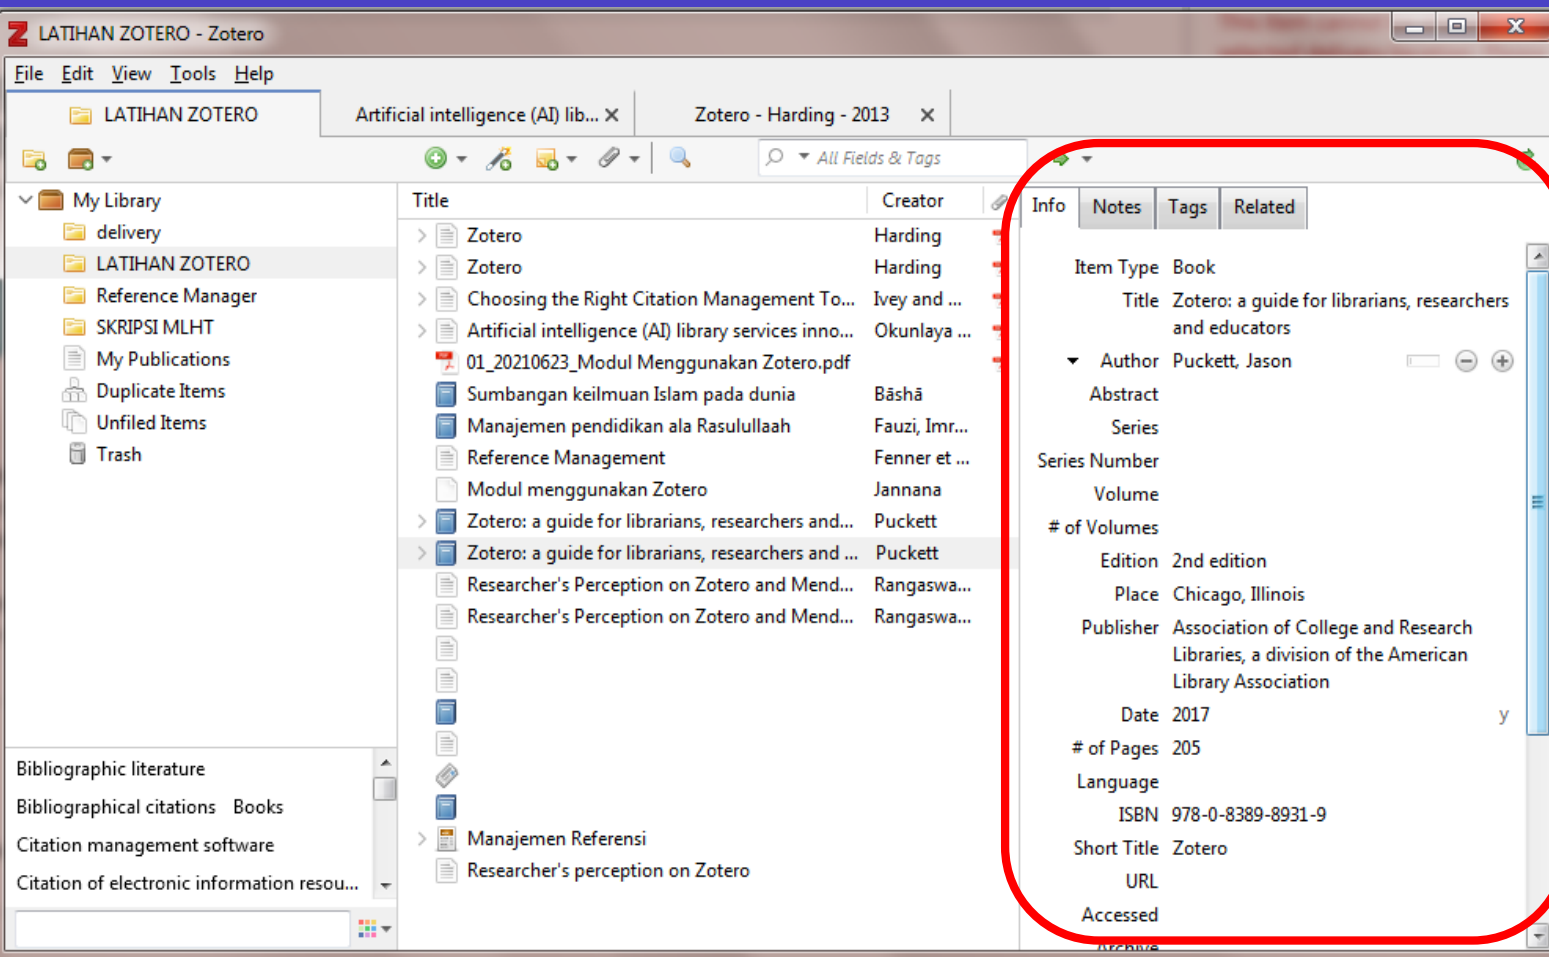 LATIHAN ZOTERO - Zotero
File Edit View Tools Help
LATIHAN ZOTERO
Artificial intelligence (AI) lib...
Zotero - Harding - 2013
All Fields & Tags
My Library
delivery
LATIHAN ZOTERO
Reference Manager
SKRIPSI MLHT
My Publications
Duplicate Items
Unfiled Items
Trash
Bibliographic literature
Bibliographical citations Books
Citation management software
Citation of electronic information resou...
Title Creator
Zotero Harding
Zotero Harding
Choosing the Right Citation Management To... Ivey and ...
Artificial intelligence (AI) library services inno... Okunlaya ...
01_20210623_Modul Menggunakan Zotero.pdf
Sumbangan keilmuan Islam pada dunia Bāshā
Manajemen pendidikan ala Rasulullaah Fauzi, Imr...
Reference Management Fenner et ...
Modul menggunakan Zotero Jannana
Zotero: a guide for librarians, researchers and... Puckett
Zotero: a guide for librarians, researchers and ... Puckett
Researcher's Perception on Zotero and Mend... Rangaswa...
Researcher's Perception on Zotero and Mend... Rangaswa...
Manajemen Referensi
Researcher's perception on Zotero
Info Notes Tags Related
Item Type Book
Title Zotero: a guide for librarians, researchers
and educators
Author Puckett, Jason
Abstract
Series
Series Number
Volume
# of Volumes
Edition 2nd edition
Place Chicago, Illinois
Publisher Association of College and Research
Libraries, a division of the American
Library Association
Date 2017 y
# of Pages 205
Language
ISBN 978-0-8389-8931-9
Short Title Zotero
URL
Accessed
Archive